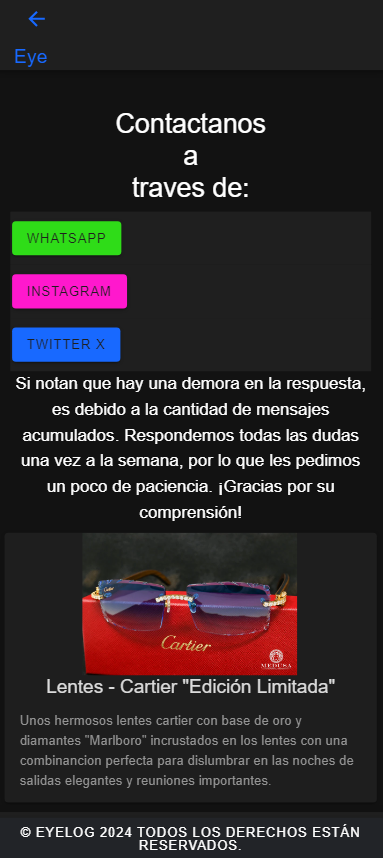 Eye
Contactanos
a
traves de:
WHATSAPP
INSTAGRAM
TWITTER X
Si notan que hay una demora en la respuesta,
es debido a la cantidad de mensajes
acumulados. Respondemos todas las dudas
una vez a la semana, por lo que les pedimos
un poco de paciencia. ¡Gracias por su
comprensión!
Cartier
Cartier
MEDUSA
Lentes - Cartier "Edición Limitada"
Unos hermosos lentes cartier con base de oro y
diamantes "Marlboro" incrustados en los lentes con una
combinancion perfecta para dislumbrar en las noches de
salidas elegantes y reuniones importantes.
© EYELOG 2024 TODOS LOS DERECHOS ESTÁN
RESERVADOS.